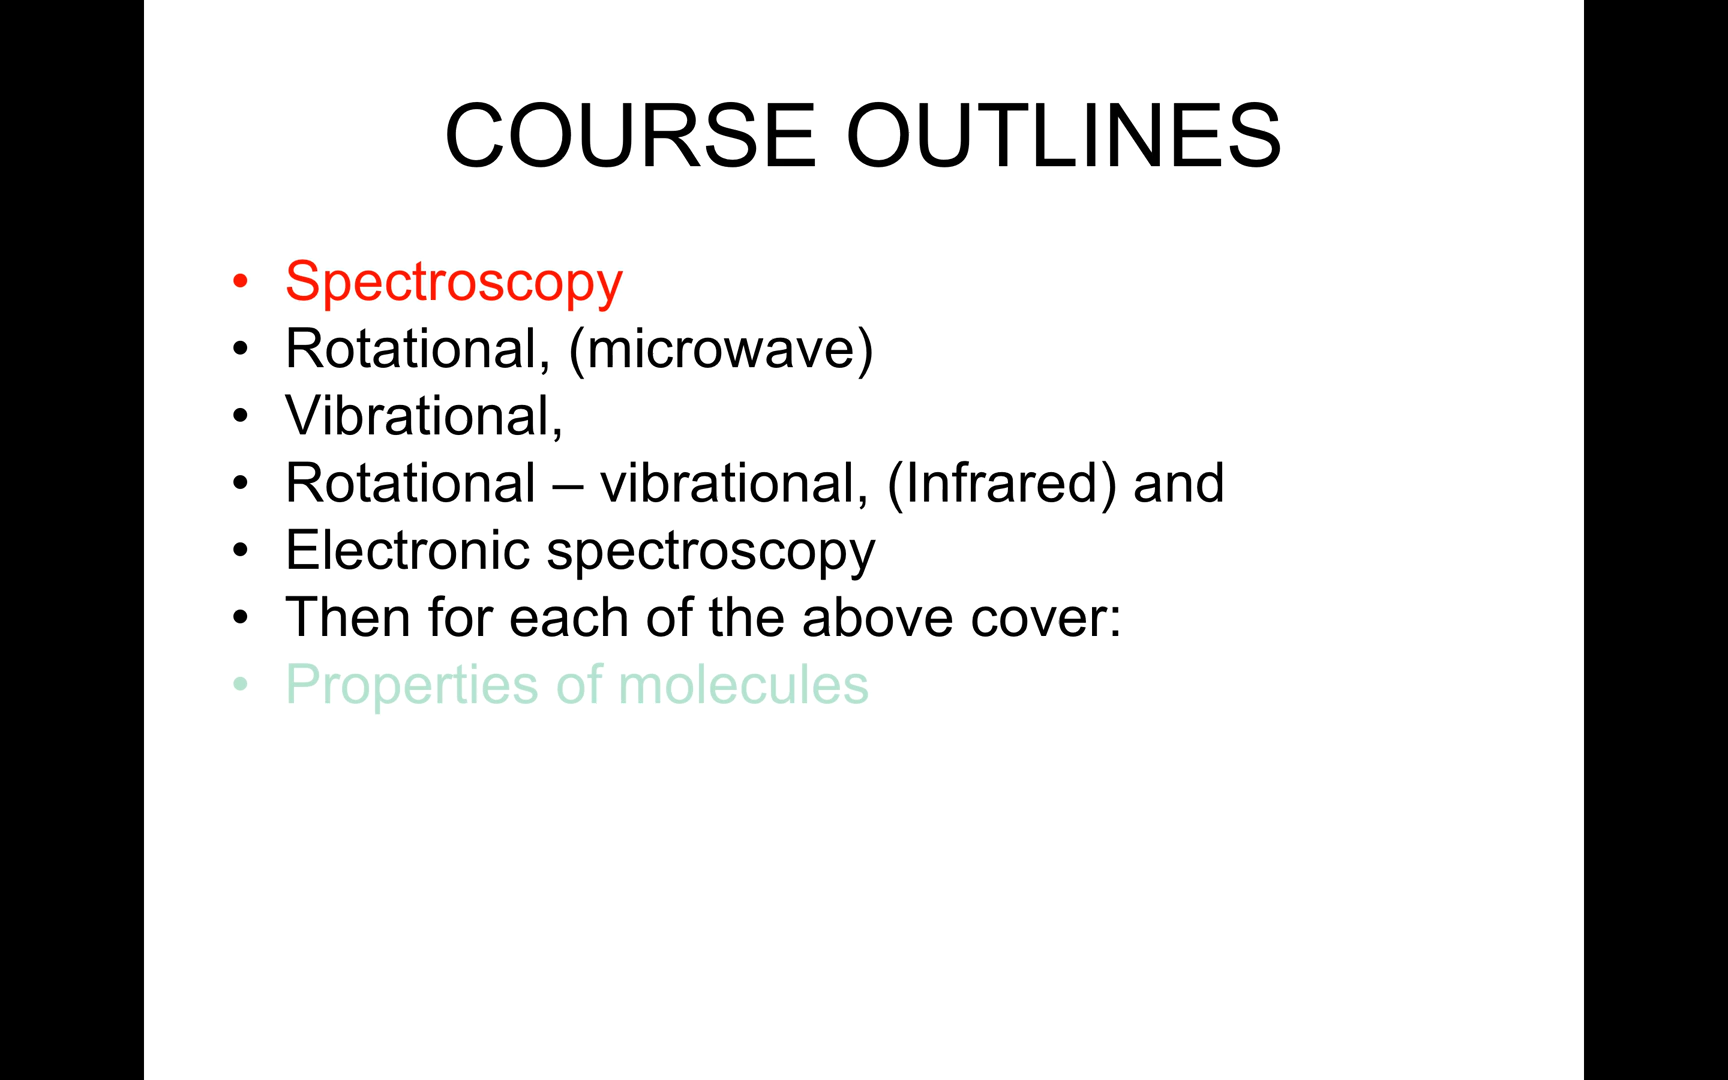 COURSE OUTLINES
• Spectroscopy
• Rotational, (microwave)
• Vibrational,
• Rotational – vibrational, (Infrared) and
• Electronic spectroscopy
• Then for each of the above cover:
• Properties of molecules